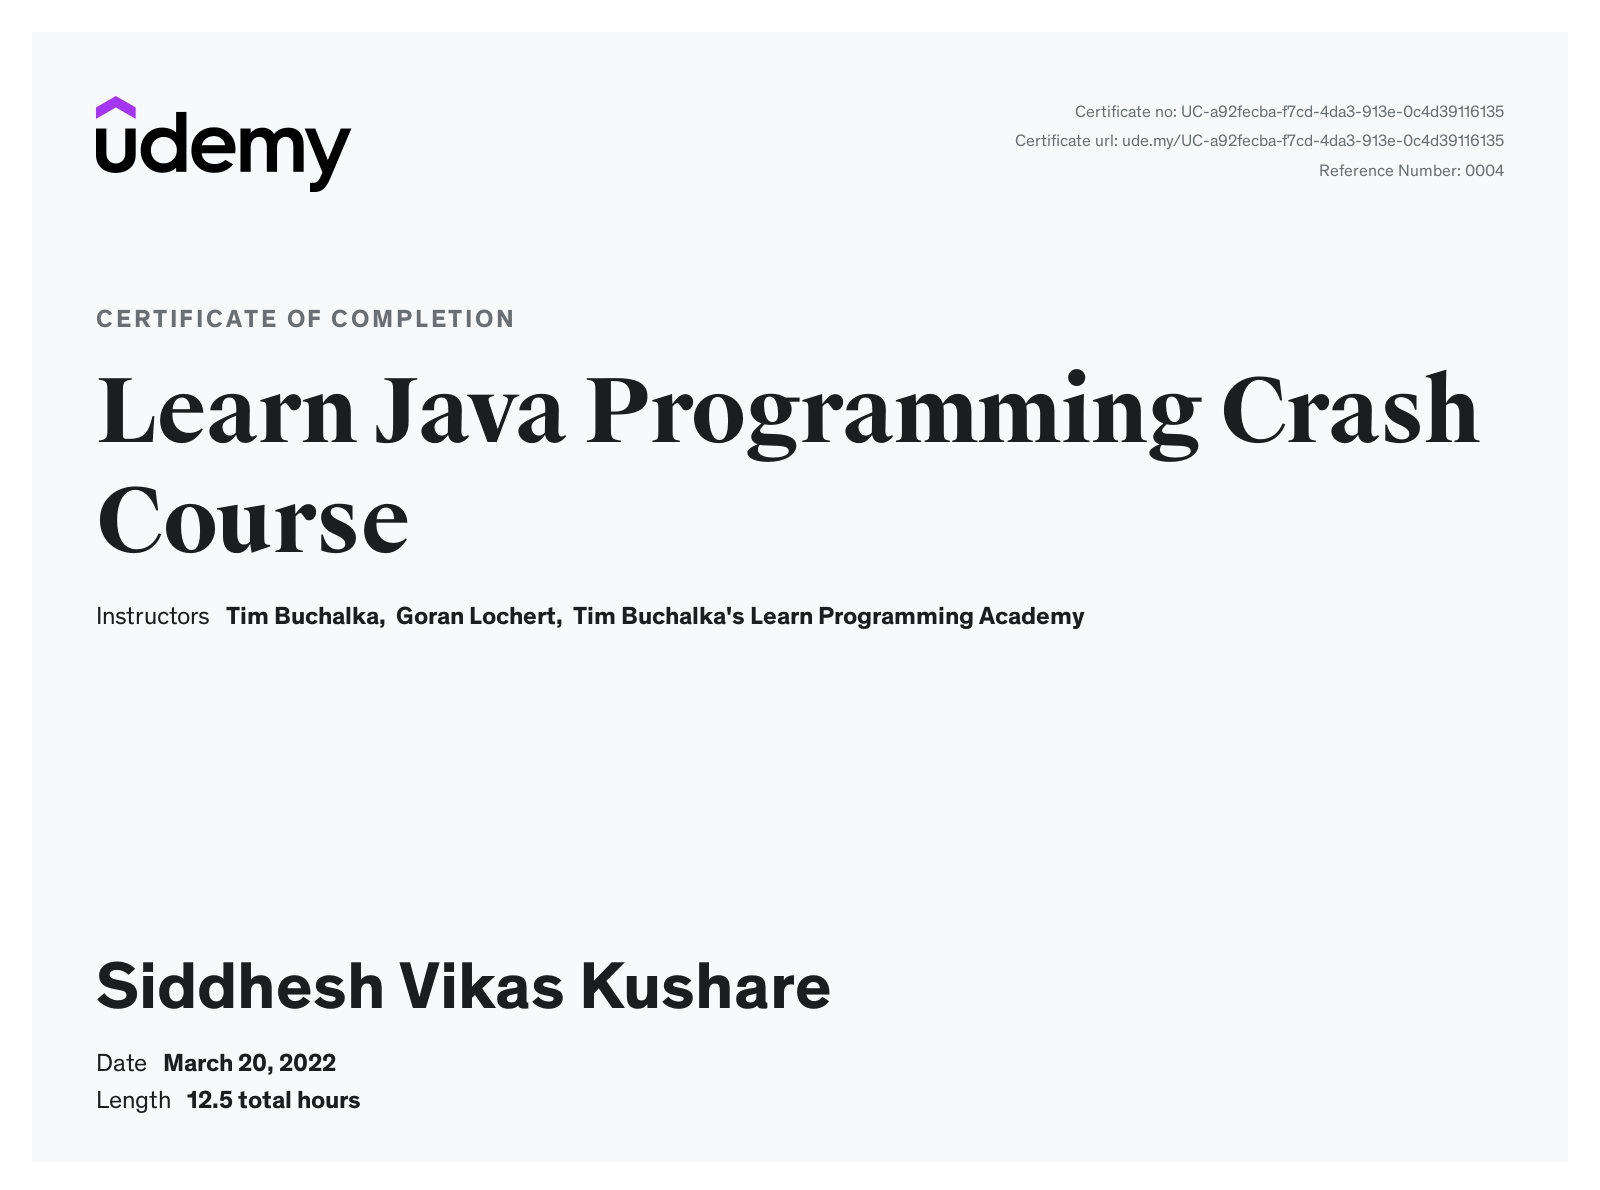 udemy
Certificate no: UC-a92fecba-f7cd-4da3-913e-0c4d39116135
Certificate url: ude.my/UC-a92fecba-f7cd-4da3-913e-0c4d39116135
Reference Number: 0004
CERTIFICATE OF COMPLETION
Learn Java Programming Crash
Course
Instructors Tim Buchalka, Goran Lochert, Tim Buchalka's Learn Programming Academy
Siddhesh Vikas Kushare
Date March 20, 2022
Length 12.5 total hours